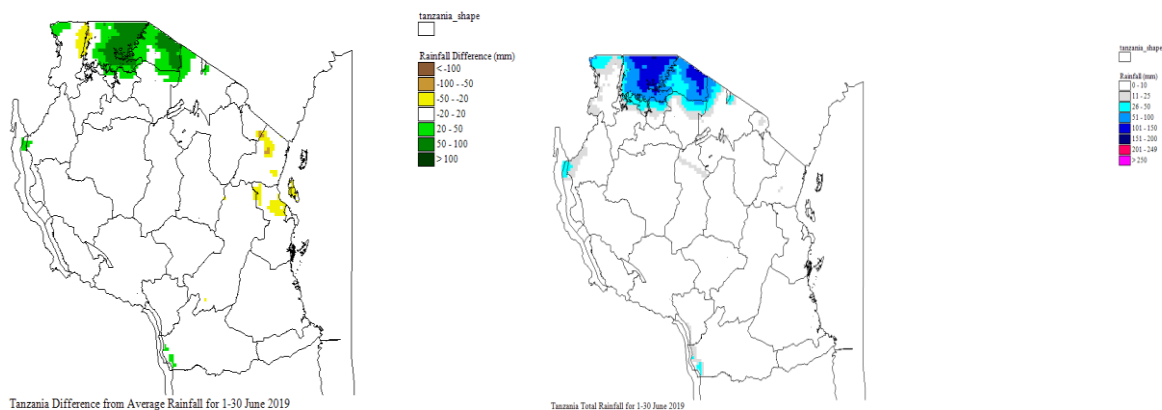 tanzania_shape
Rainfall Difference (mm)
< -100
-100 - -50
-50 - -20
-20 - 20
20 - 50
50 - 100
> 100
Tanzania Difference from Average Rainfall for 1-30 June 2019
tanzania_shape
Rainfall (mm)
0 - 10
11 - 25
26 - 50
51 - 100
101 - 150
151 - 200
201 - 249
> 250
Tanzania Total Rainfall for 1-30 June 2019